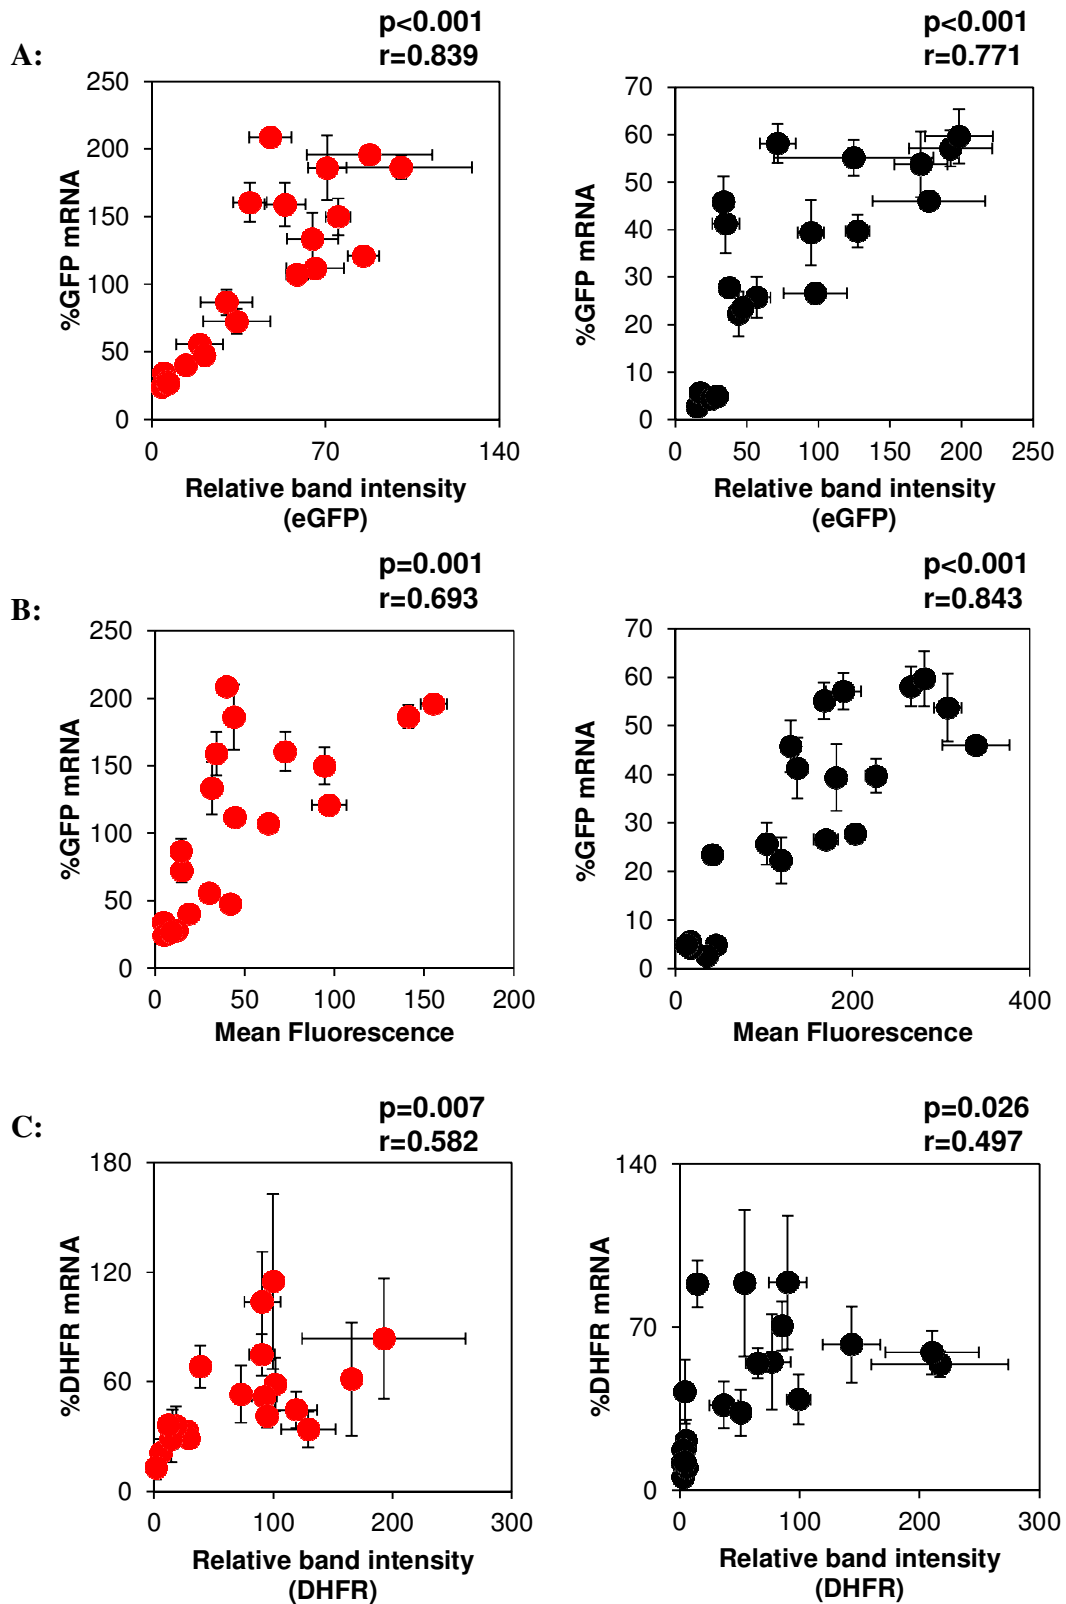 A:
p<0.001
r=0.839
250
200
150
100
50
0
%GFP mRNA
0 70 140
Relative band intensity
(eGFP)
p<0.001
r=0.771
70
60
50
40
30
20
10
0
%GFP mRNA
0 50 100 150 200 250
Relative band intensity
(eGFP)
B:
p=0.001
r=0.693
250
200
150
100
50
0
%GFP mRNA
0 50 100 150 200
Mean Fluorescence
p<0.001
r=0.843
70
60
50
40
30
20
10
0
%GFP mRNA
0 200 400
Mean Fluorescence
C:
p=0.007
r=0.582
180
120
60
0
%DHFR mRNA
0 100 200 300
Relative band intensity
(DHFR)
p=0.026
r=0.497
140
70
0
%DHFR mRNA
0 100 200 300
Relative band intensity
(DHFR)